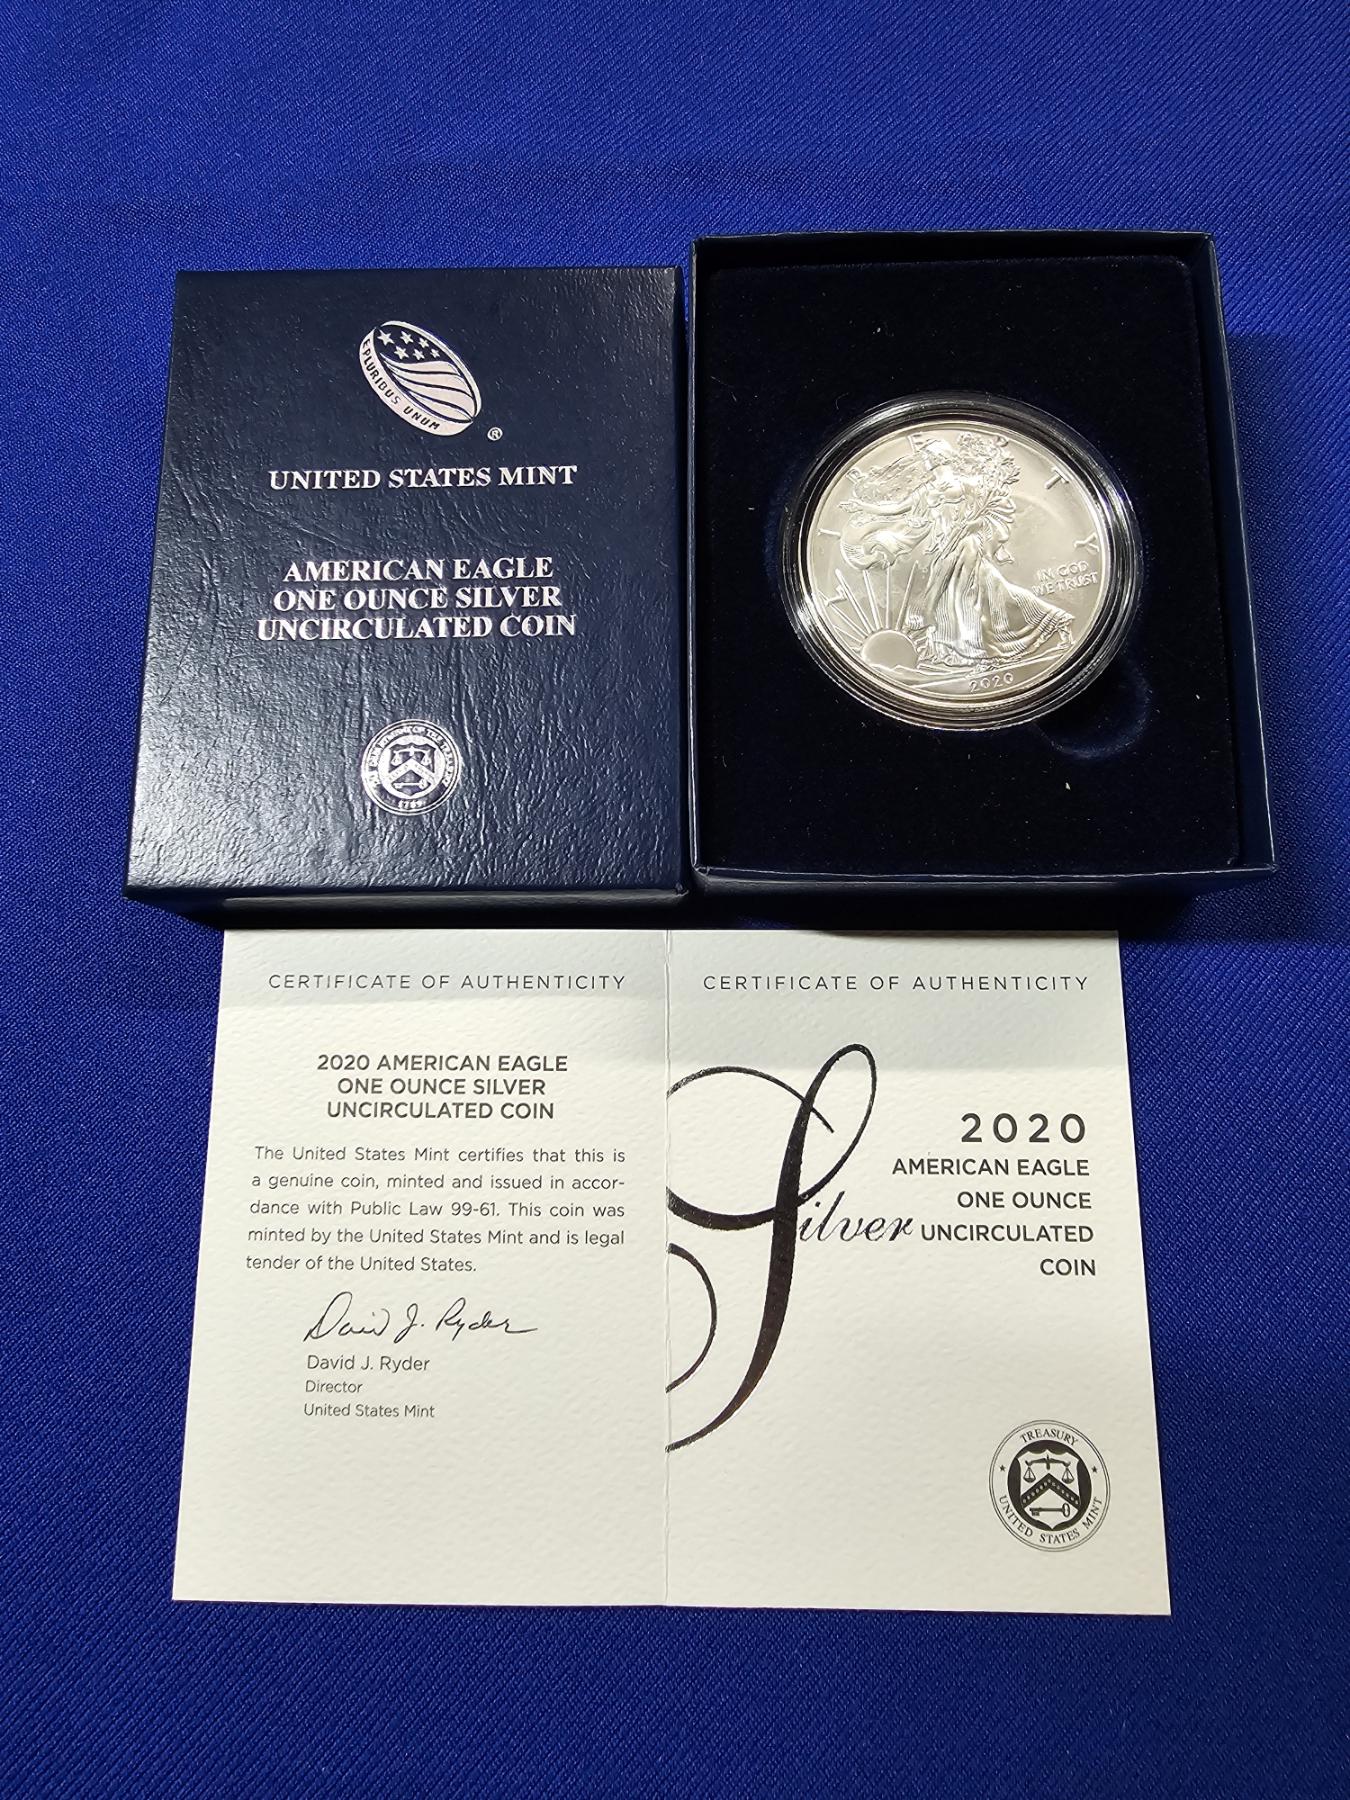 E PLURIBUS UNUM
®
UNITED STATES MINT
AMERICAN EAGLE
ONE OUNCE SILVER
UNCIRCULATED COIN
1789
LIBERTY
IN GOD
WE TRUST
2020
CERTIFICATE OF AUTHENTICITY
2020 AMERICAN EAGLE
ONE OUNCE SILVER
UNCIRCULATED COIN
The United States Mint certifies that this is
a genuine coin, minted and issued in accor-
dance with Public Law 99-61. This coin was
minted by the United States Mint and is legal
tender of the United States.
David J. Ryder
David J. Ryder
Director
United States Mint
CERTIFICATE OF AUTHENTICITY
Silver
2020
AMERICAN EAGLE
ONE OUNCE
UNCIRCULATED
COIN
TREASURY
UNITED STATES MINT